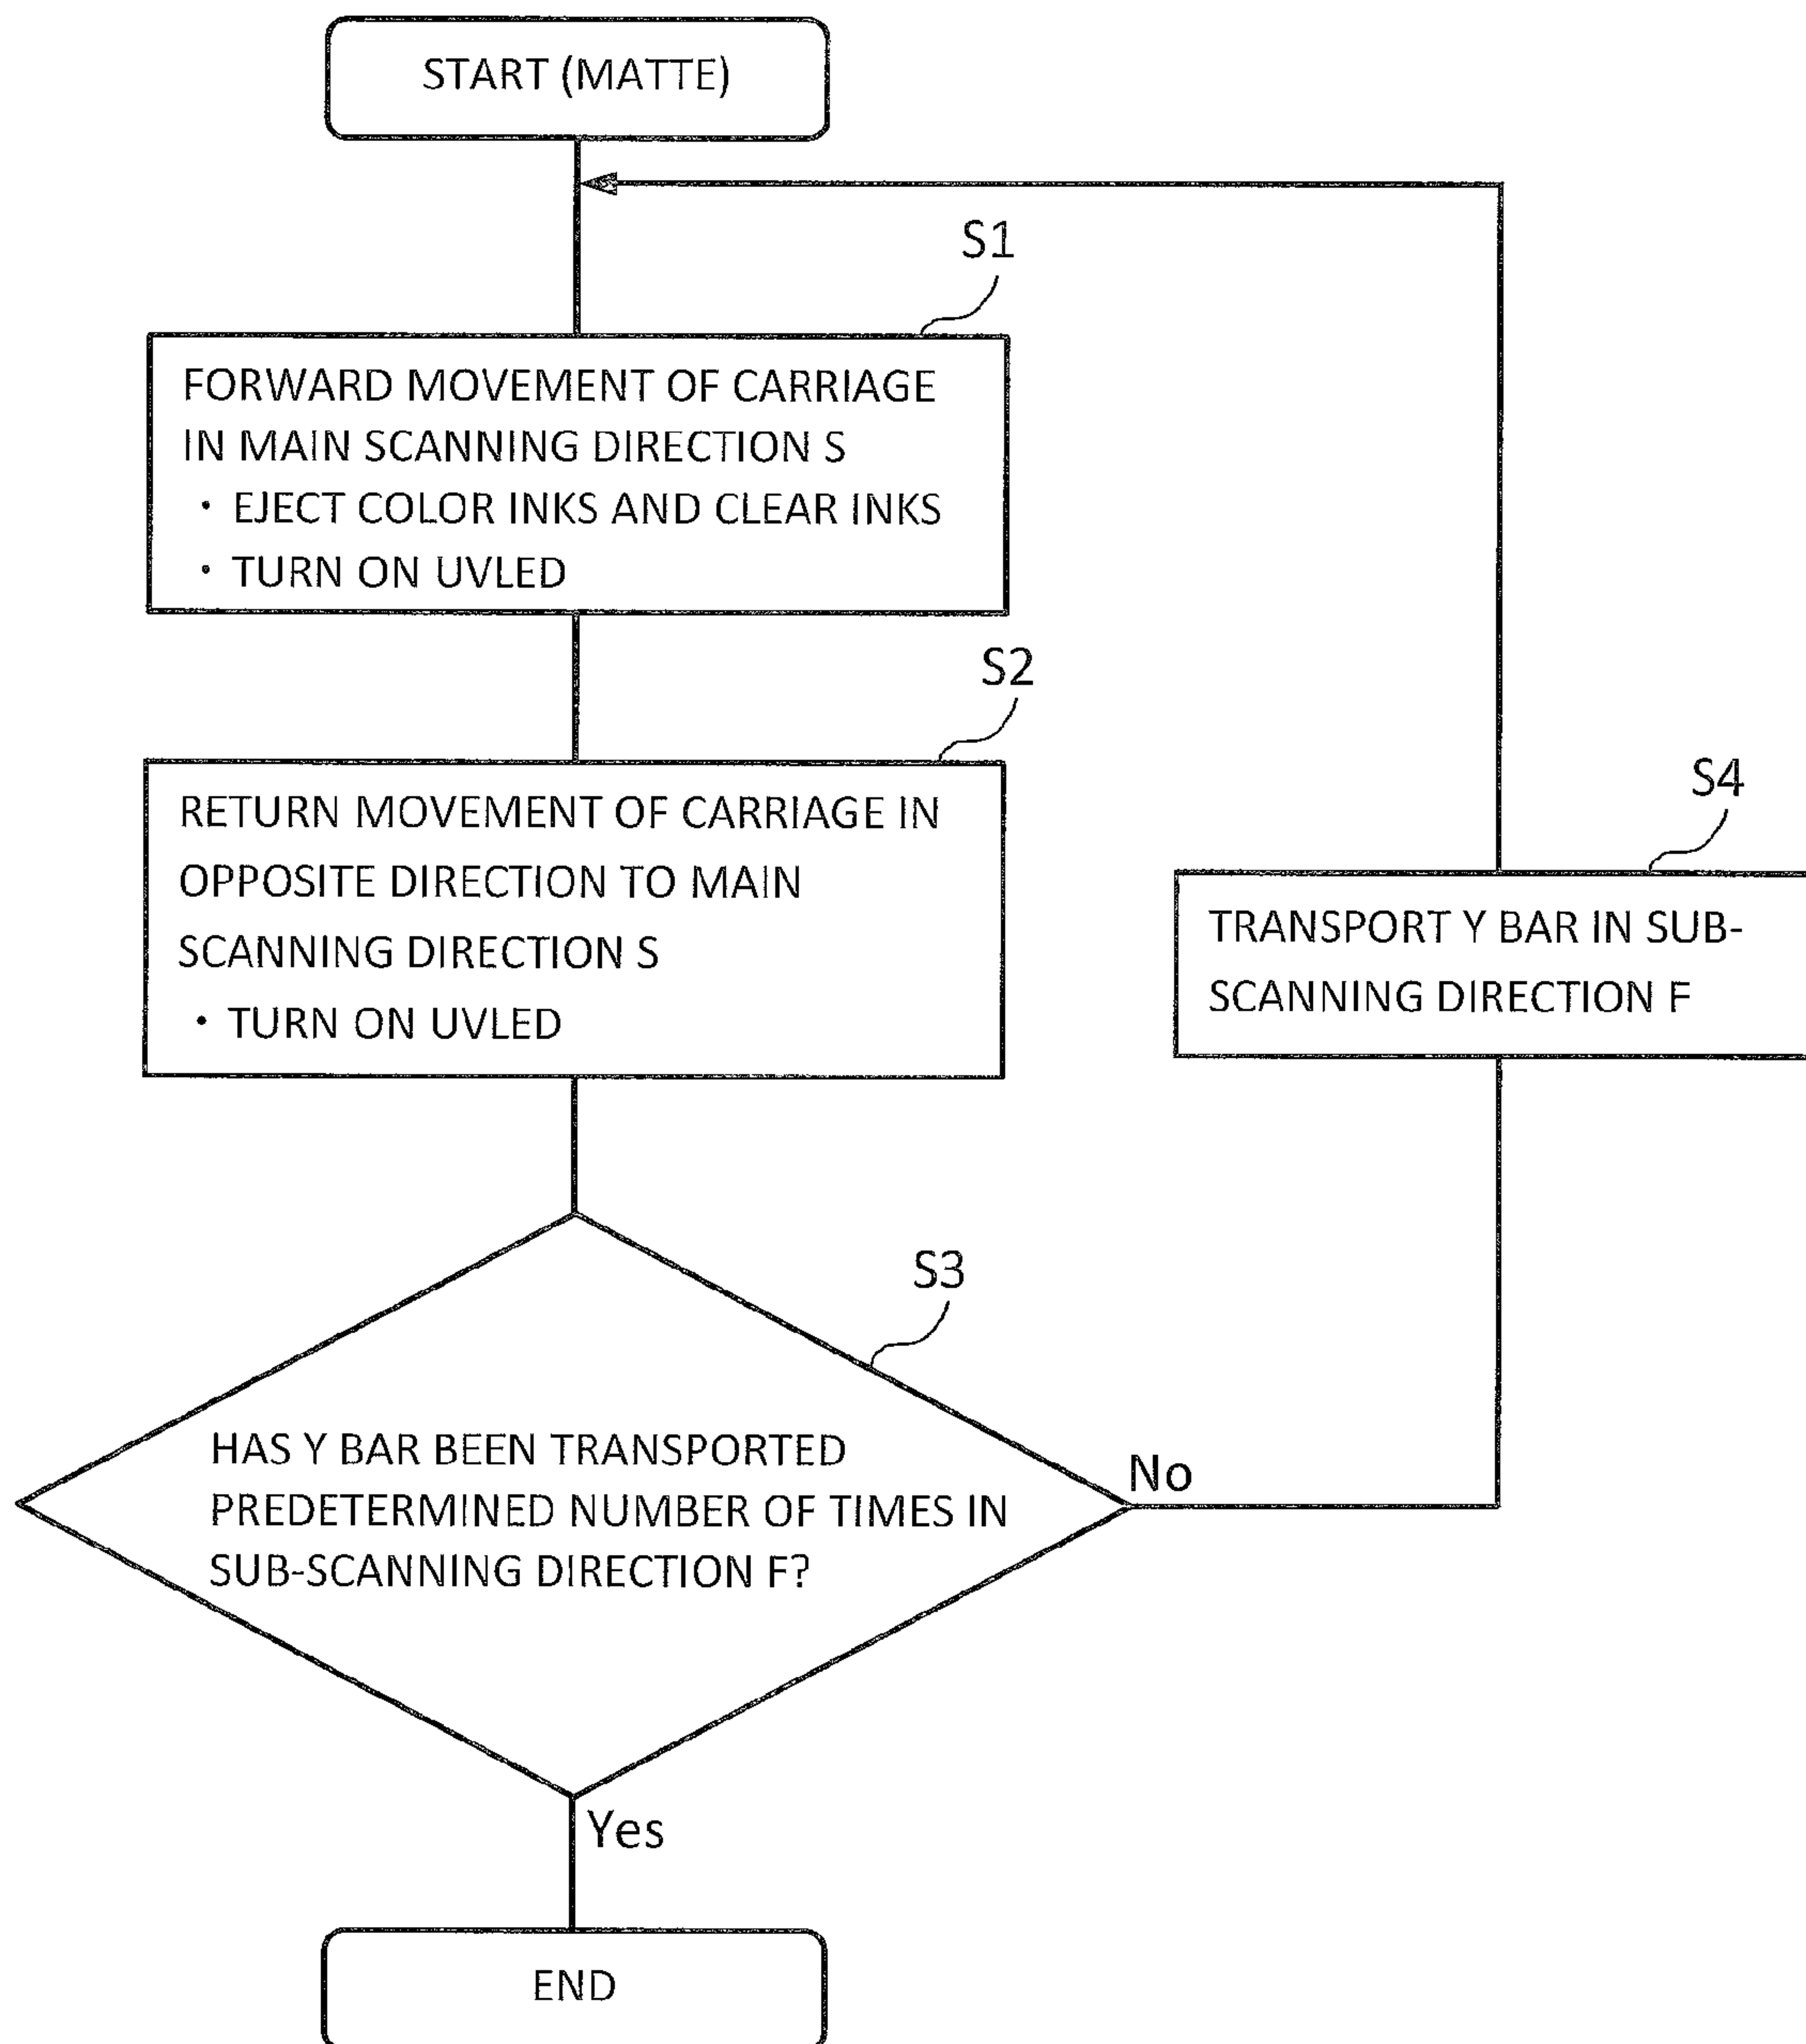 START (MATTE)
S1
FORWARD MOVEMENT OF CARRIAGE
IN MAIN SCANNING DIRECTION S
・EJECT COLOR INKS AND CLEAR INKS
・TURN ON UVLED
S2
RETURN MOVEMENT OF CARRIAGE IN
OPPOSITE DIRECTION TO MAIN
SCANNING DIRECTION S
・TURN ON UVLED
S4
TRANSPORT Y BAR IN SUB-
SCANNING DIRECTION F
S3
HAS Y BAR BEEN TRANSPORTED
PREDETERMINED NUMBER OF TIMES IN
SUB-SCANNING DIRECTION F?
No
Yes
END